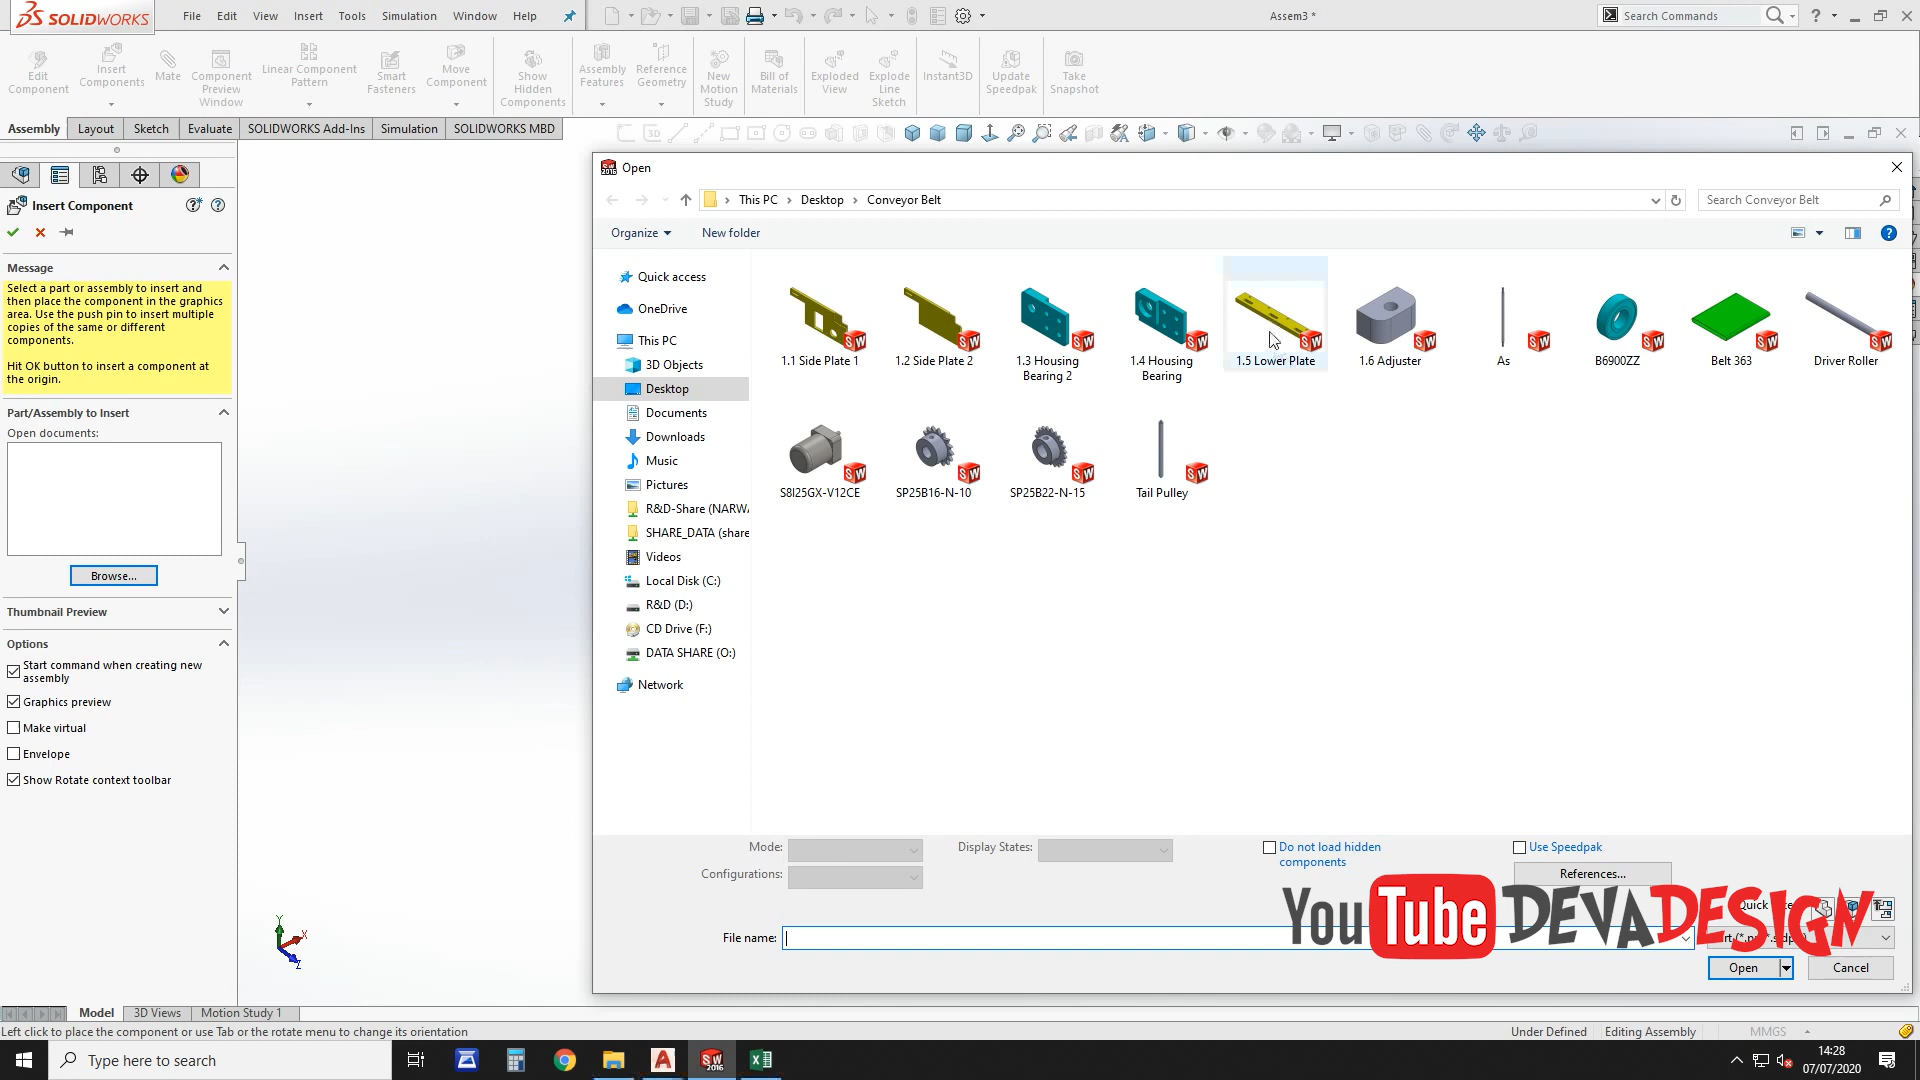 SOLIDWORKS
File Edit View Insert Tools Simulation Window Help
Assem3 *
Search Commands
Edit Component
Insert Components
Mate
Component Preview Window
Linear Component Pattern
Smart Fasteners
Move Component
Show Hidden Components
Assembly Features
Reference Geometry
New Motion Study
Bill of Materials
Exploded View
Explode Line Sketch
Instant3D
Update Speedpak
Take Snapshot
Assembly Layout Sketch Evaluate SOLIDWORKS Add-Ins Simulation SOLIDWORKS MBD
Insert Component
Message
Select a part or assembly to insert and
then place the component in the graphics
area. Use the push pin to insert multiple
copies of the same or different
components.
Hit OK button to insert a component at
the origin.
Part/Assembly to Insert
Open documents:
Browse...
Thumbnail Preview
Options
Start command when creating new
assembly
Graphics preview
Make virtual
Envelope
Show Rotate context toolbar
Open
This PC > Desktop > Conveyor Belt
Search Conveyor Belt
Organize New folder
Quick access
OneDrive
This PC
3D Objects
Desktop
Documents
Downloads
Music
Pictures
R&D-Share (NARWA
SHARE_DATA (share
Videos
Local Disk (C:)
R&D (D:)
CD Drive (F:)
DATA SHARE (O:)
Network
1.1 Side Plate 1
1.2 Side Plate 2
1.3 Housing Bearing 2
1.4 Housing Bearing
1.5 Lower Plate
1.6 Adjuster
As
B6900ZZ
Belt 363
Driver Roller
S8I25GX-V12CE
SP25B16-N-10
SP25B22-N-15
Tail Pulley
Mode:
Display States:
Configurations:
Do not load hidden
components
Use Speedpak
References...
File name:
YouTube DEVADESIGN
Open
Cancel
Model 3D Views Motion Study 1
Left click to place the component or use Tab or the rotate menu to change its orientation
Under Defined Editing Assembly MMGS
Type here to search
14:28
07/07/2020